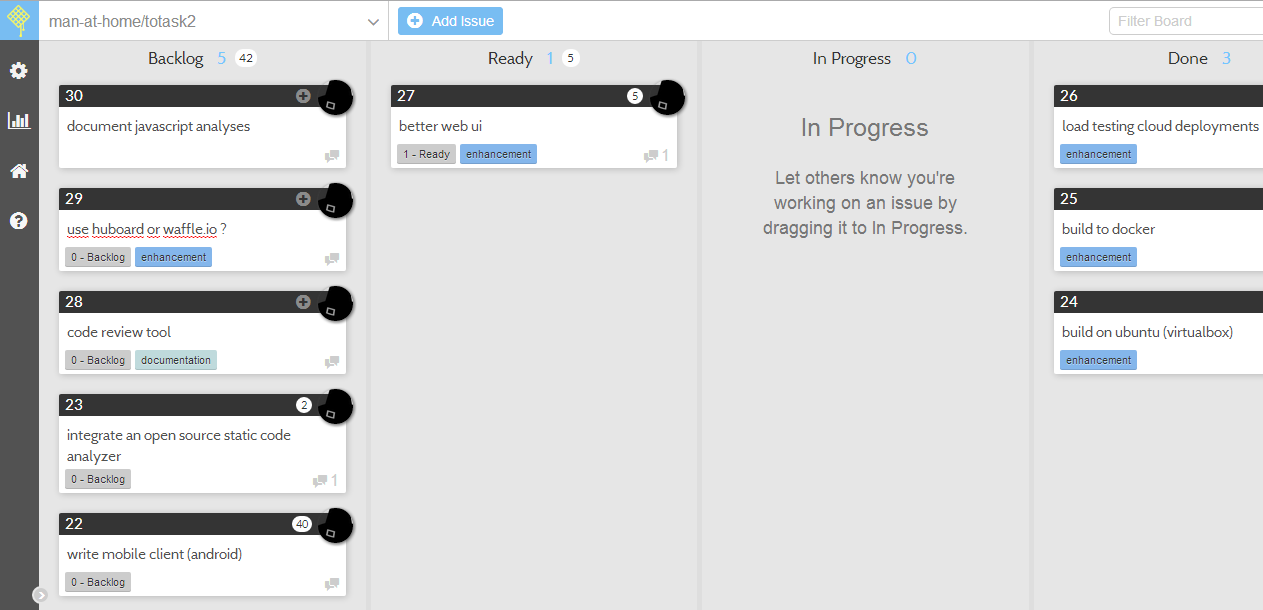 man-at-home/totask2
Add Issue
Filter Board
Backlog 5 42
30
document javascript analyses
29
use huboard or waffle.io ?
0 - Backlog enhancement
28
code review tool
0 - Backlog documentation
23 2
integrate an open source static code
analyzer
0 - Backlog 1
22 40
write mobile client (android)
0 - Backlog
Ready 1 5
27 5
better web ui
1 - Ready enhancement 1
In Progress 0
In Progress
Let others know you're
working on an issue by
dragging it to In Progress.
Done 3
26
load testing cloud deployments
enhancement
25
build to docker
enhancement
24
build on ubuntu (virtualbox)
enhancement